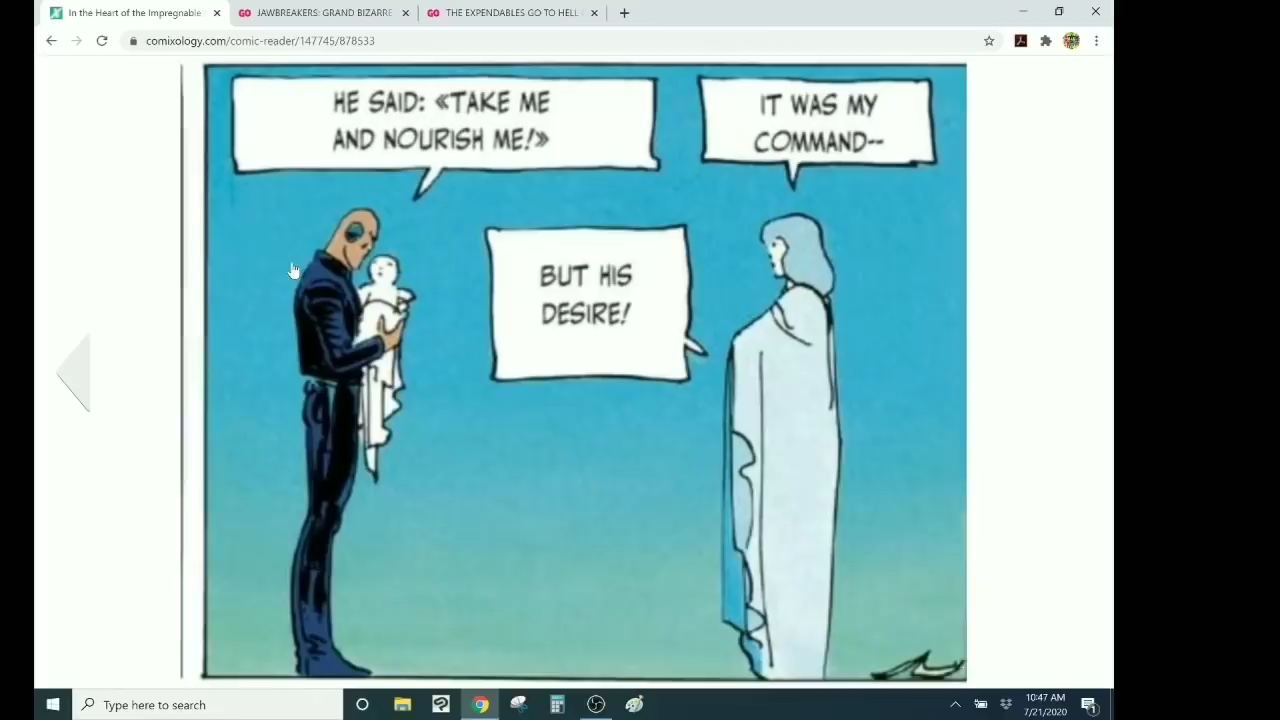 In the Heart of the Impregnable
JAWBREAKERS: GRAND BIZARRE
THE EXPENDABLES GO TO HELL
comixology.com/comic-reader/147745/878533
HE SAID: «TAKE ME
AND NOURISH ME!»
IT WAS MY
COMMAND--
BUT HIS
DESIRE!
Type here to search
10:47 AM
7/21/2020